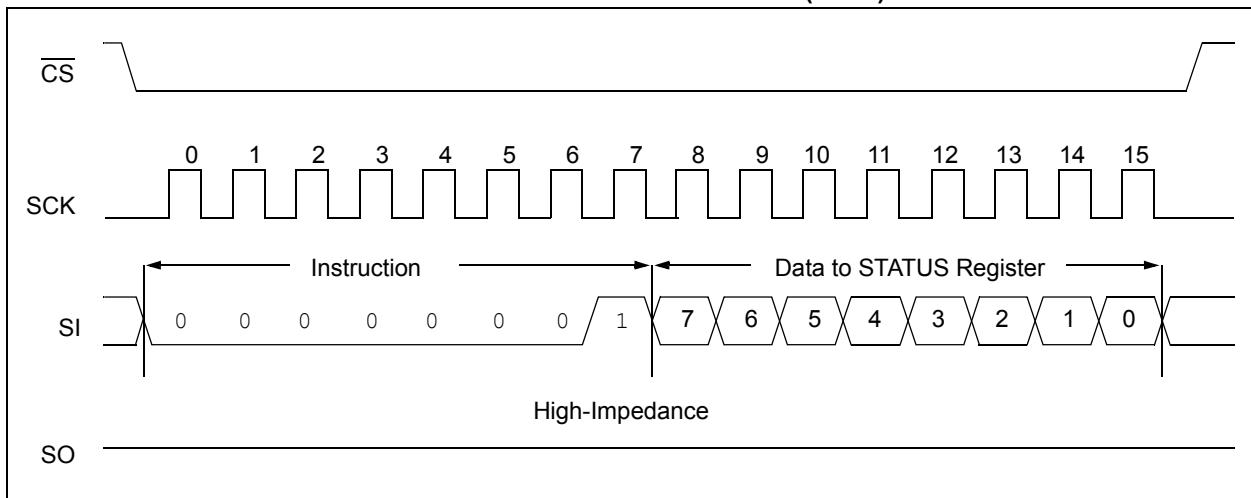 CS
0 1 2 3 4 5 6 7 8 9 10 11 12 13 14 15
SCK
Instruction Data to STATUS Register
SI 0 0 0 0 0 0 0 1 7 6 5 4 3 2 1 0
High-Impedance
SO